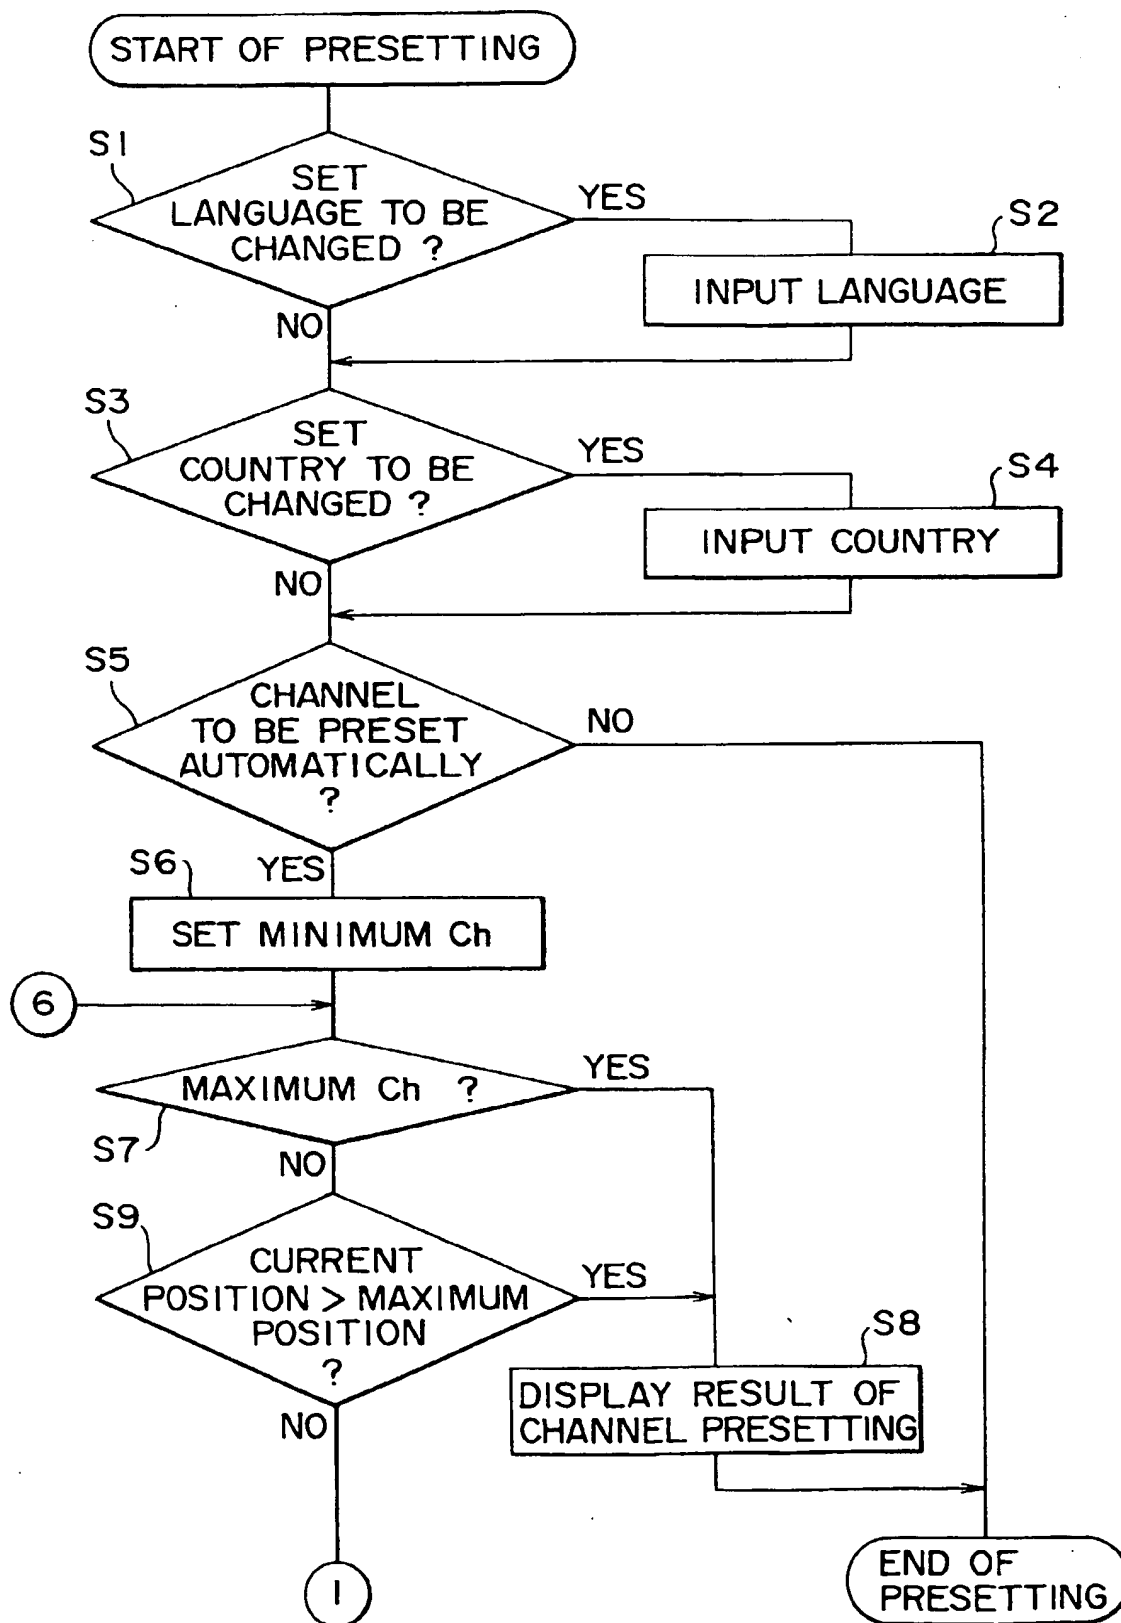 START OF PRESETTING
S1
SET
LANGUAGE TO BE
CHANGED ?
YES
S2
INPUT LANGUAGE
NO
S3
SET
COUNTRY TO BE
CHANGED ?
YES
S4
INPUT COUNTRY
NO
S5
CHANNEL
TO BE PRESET
AUTOMATICALLY
?
NO
YES
S6
SET MINIMUM Ch
6
MAXIMUM Ch ?
YES
S7
NO
S9
CURRENT
POSITION > MAXIMUM
POSITION
?
YES
S8
DISPLAY RESULT OF
CHANNEL PRESETTING
NO
1
END OF
PRESETTING